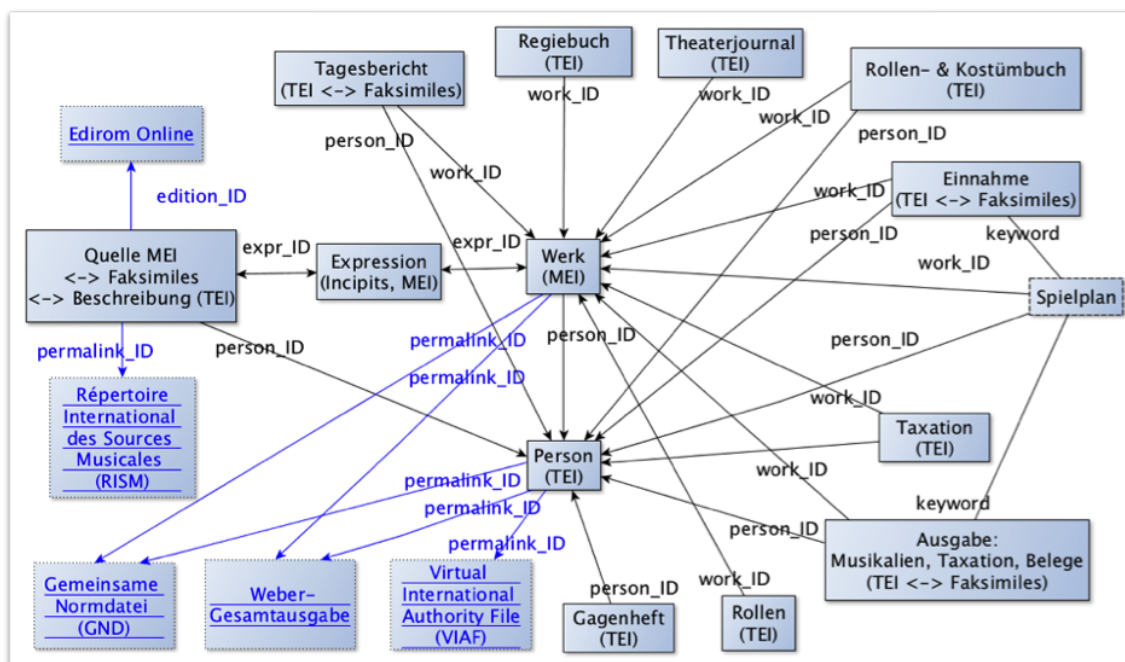 Regiebuch
(TEI)
Theaterjournal
(TEI)
Tagesbericht
(TEI <-> Faksimiles)
Rollen- & Kostümbuch
(TEI)
work_ID
work_ID
work_ID
person_ID
person_ID
Edirom Online
work_ID
Einnahme
(TEI <-> Faksimiles)
work_ID
edition_ID
person_ID
keyword
Quelle MEI
<-> Faksimiles
<-> Beschreibung (TEI)
expr_ID
Expression
(Incipits, MEI)
expr_ID
Werk
(MEI)
work_ID
Spielplan
permalink_ID
person_ID
permalink_ID
person_ID
person_ID
permalink_ID
Répertoire
International
des Sources
Musicales
(RISM)
work_ID
Taxation
(TEI)
Person
(TEI)
permalink_ID
work_ID
permalink_ID
keyword
person_ID
permalink_ID
Ausgabe:
Musikalien, Taxation, Belege
(TEI <-> Faksimiles)
Gemeinsame
Normdatei
(GND)
Weber-
Gesamtausgabe
Virtual
International
Authority File
(VIAF)
person_ID
work_ID
Gagenheft
(TEI)
Rollen
(TEI)